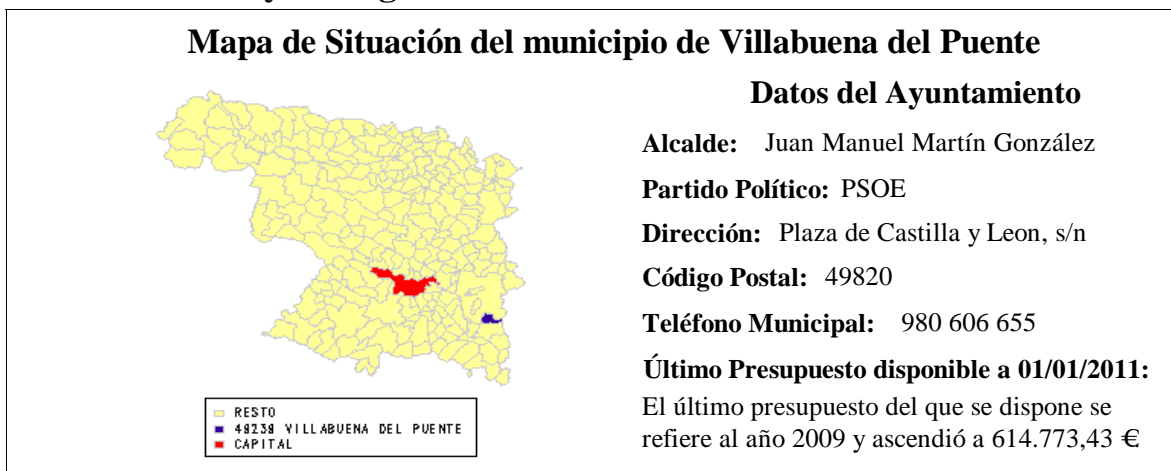 Mapa de Situación del municipio de Villabuena del Puente
Datos del Ayuntamiento
Alcalde: Juan Manuel Martín González
Partido Político: PSOE
Dirección: Plaza de Castilla y Leon, s/n
Código Postal: 49820
Teléfono Municipal: 980 606 655
Último Presupuesto disponible a 01/01/2011:
El último presupuesto del que se dispone se
refiere al año 2009 y ascendió a 614.773,43 €
RESTO
49239 VILLABUENA DEL PUENTE
CAPITAL